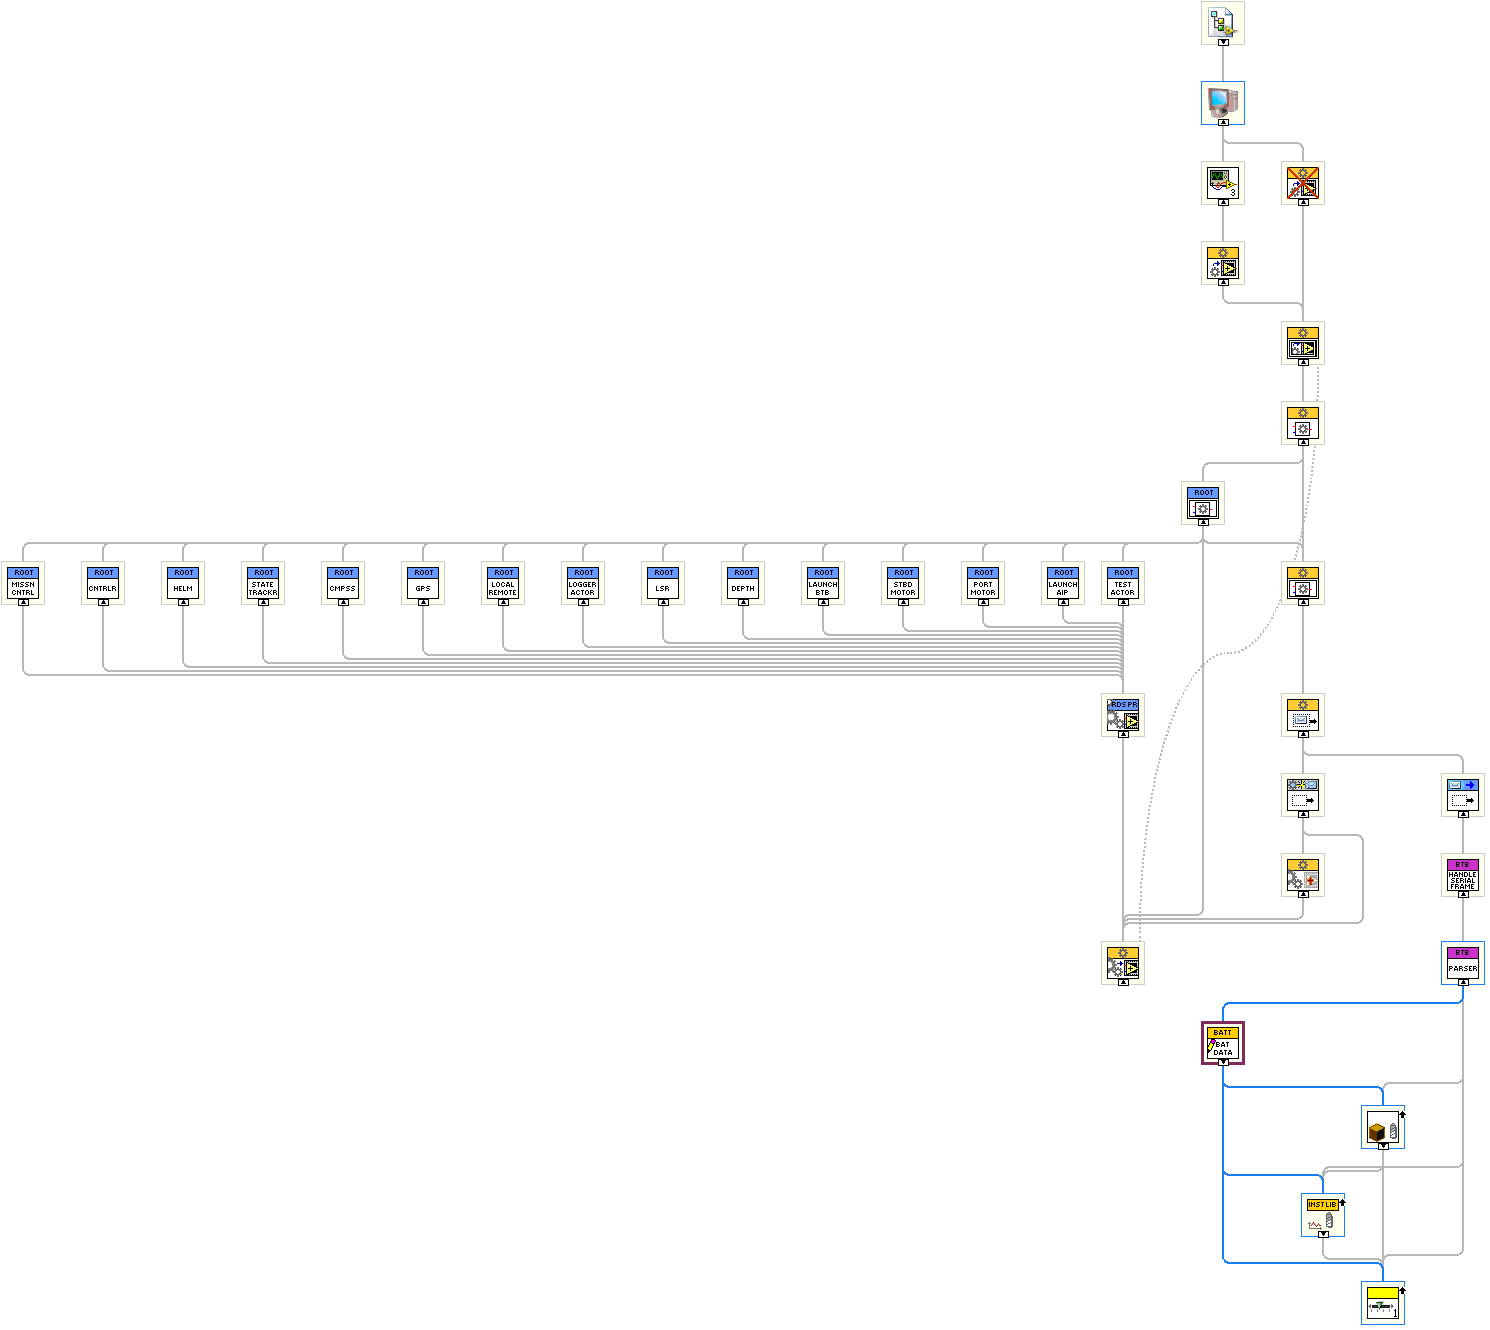 3
ROOT
ROOT
MISSN
CNTRL
ROOT
CNTRLR
ROOT
HELM
ROOT
STATE
TRACKR
ROOT
CMPSS
ROOT
GPS
ROOT
LOCAL
REMOTE
ROOT
LOGGER
ACTOR
ROOT
LSR
ROOT
DEPTH
ROOT
LAUNCH
BTB
ROOT
STBD
MOTOR
ROOT
PORT
MOTOR
ROOT
LAUNCH
AIP
ROOT
TEST
ACTOR
RDSPR
BTB
HANDLE
SERIAL
FRAME
BTB
PARSER
BATT
BAT
DATA
INSTLIB
1